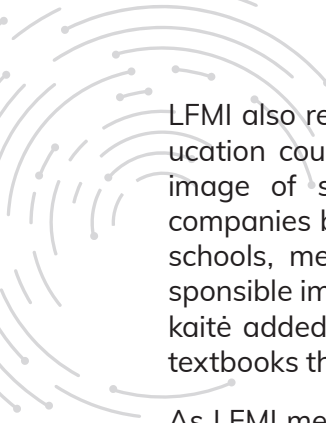 LFMI also re
ucation cou
image of s
companies b
schools, me
sponsible im
kaitė added
textbooks th
As LFMI me